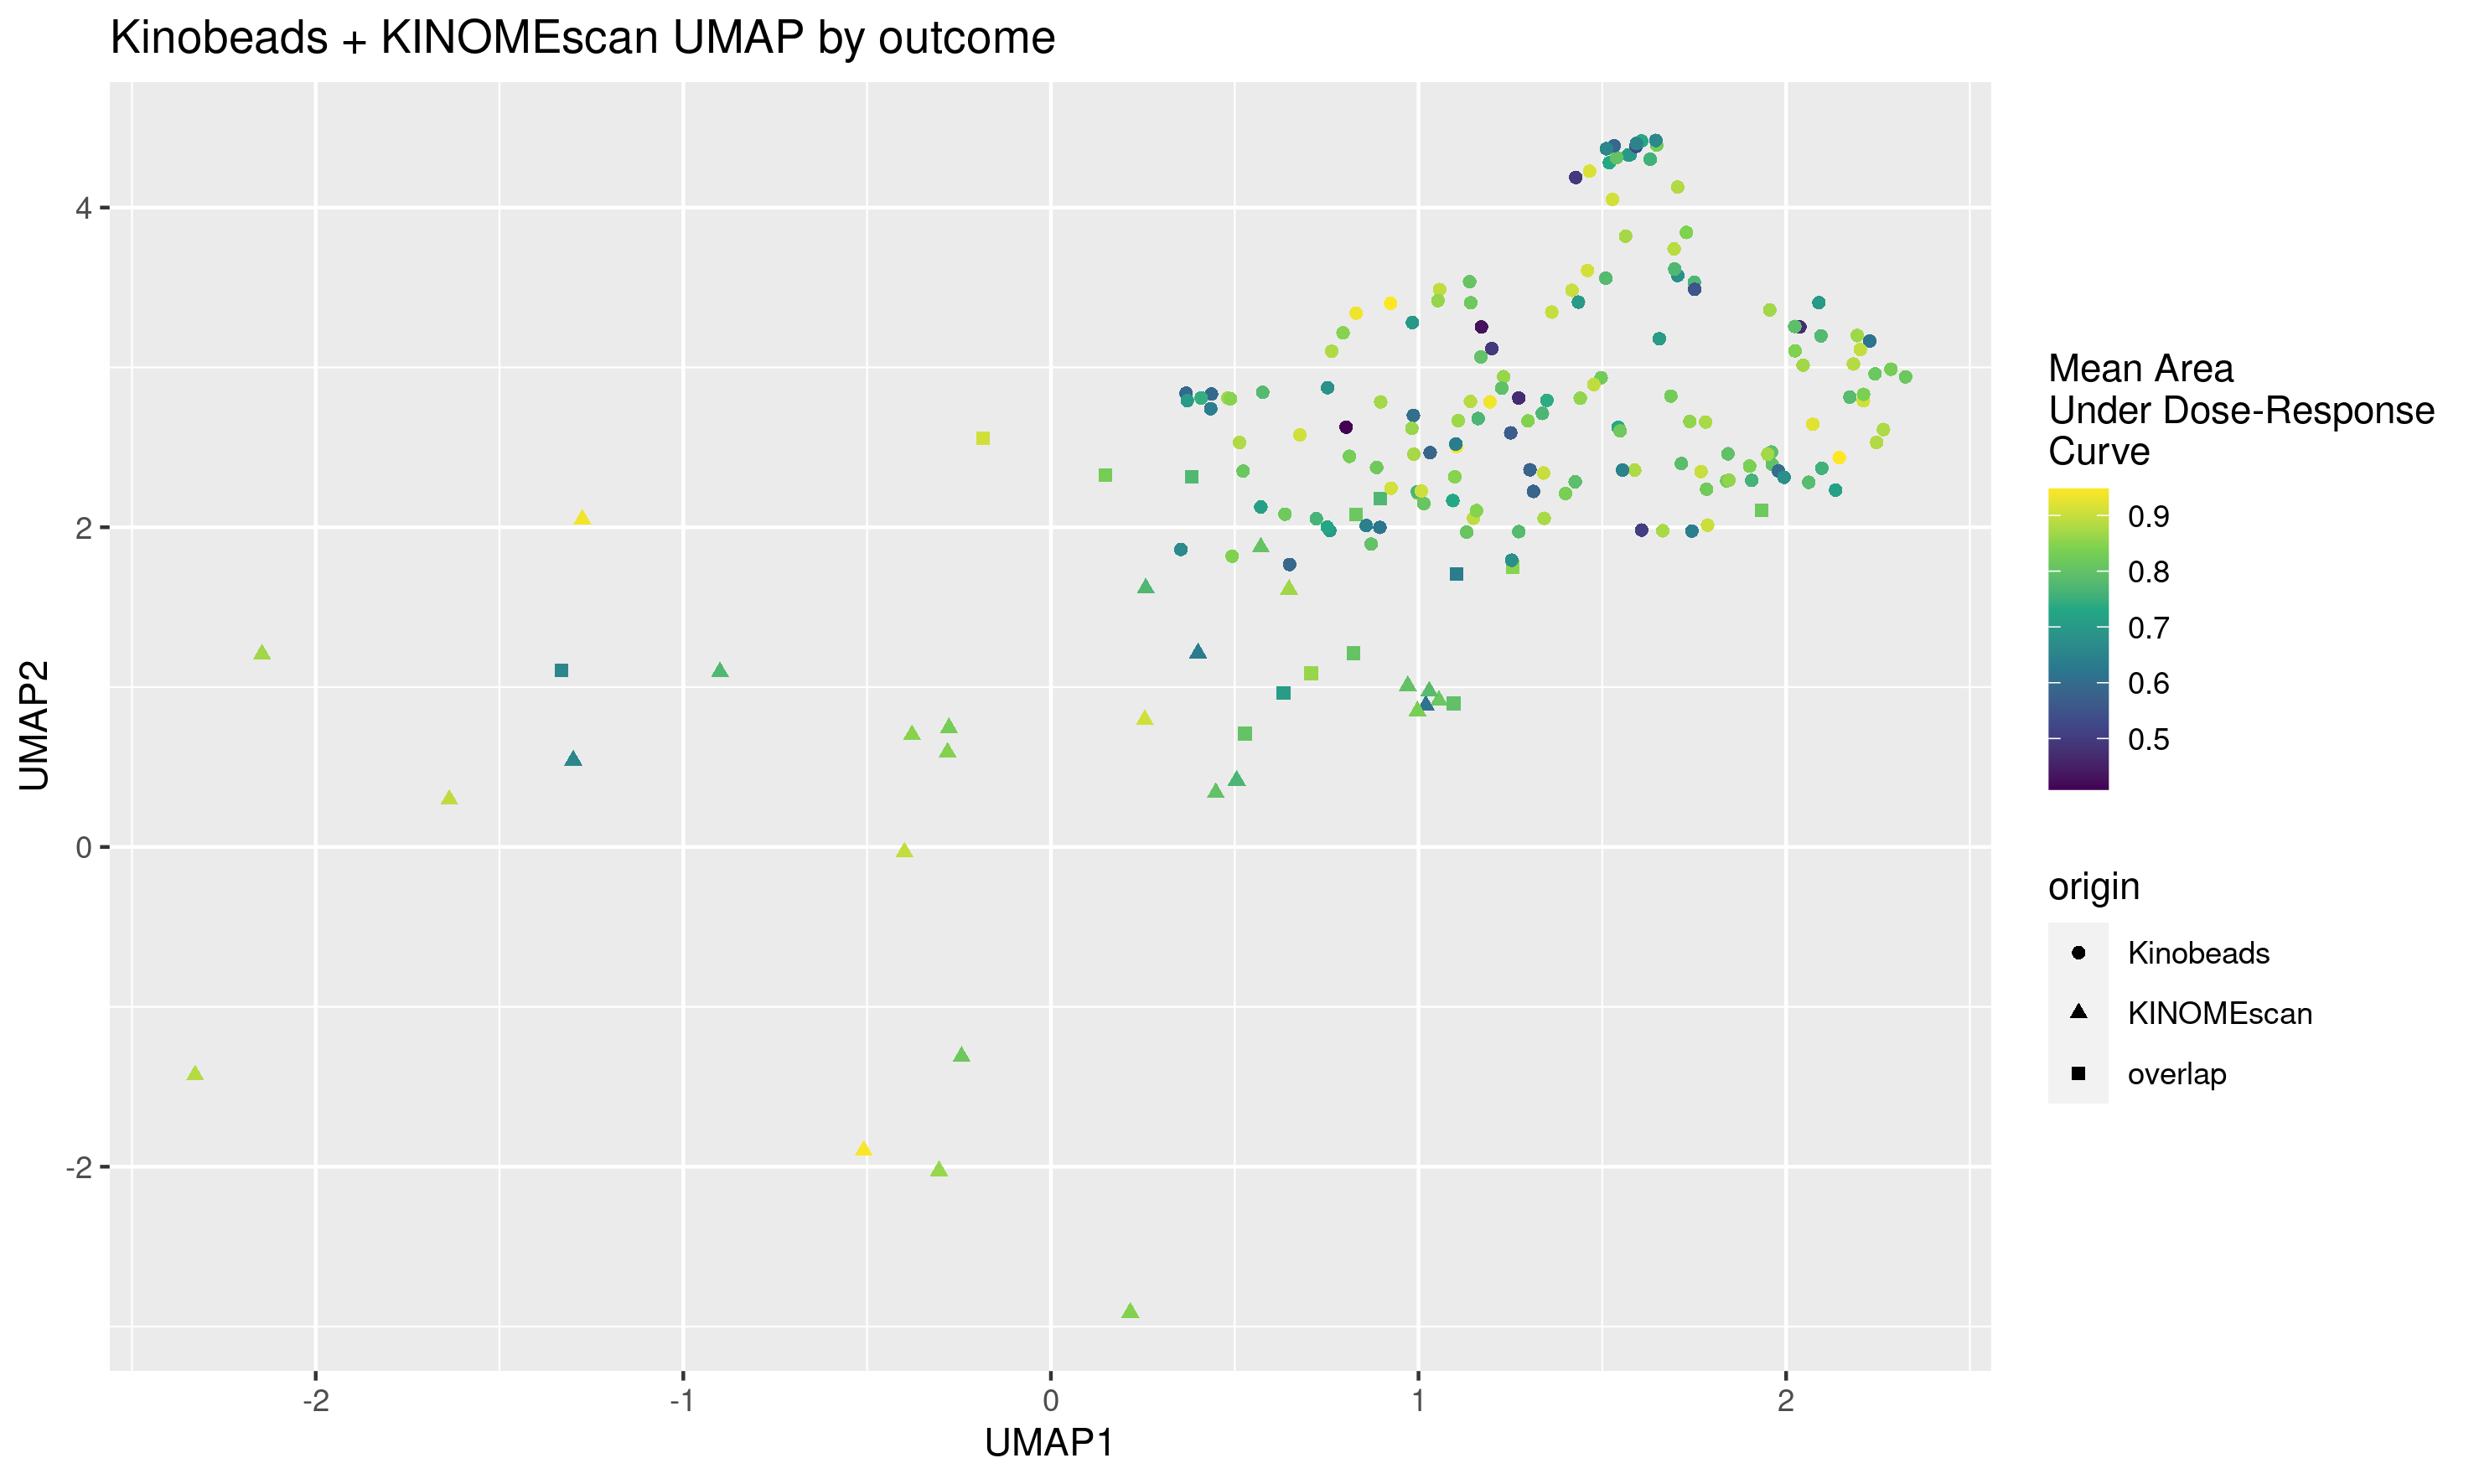 Kinobeads + KINOMEscan UMAP by outcome
UMAP2
4
2
0
-2
-2
-1
0
1
2
UMAP1
Mean Area
Under Dose-Response
Curve
0.9
0.8
0.7
0.6
0.5
origin
Kinobeads
KINOMEscan
overlap